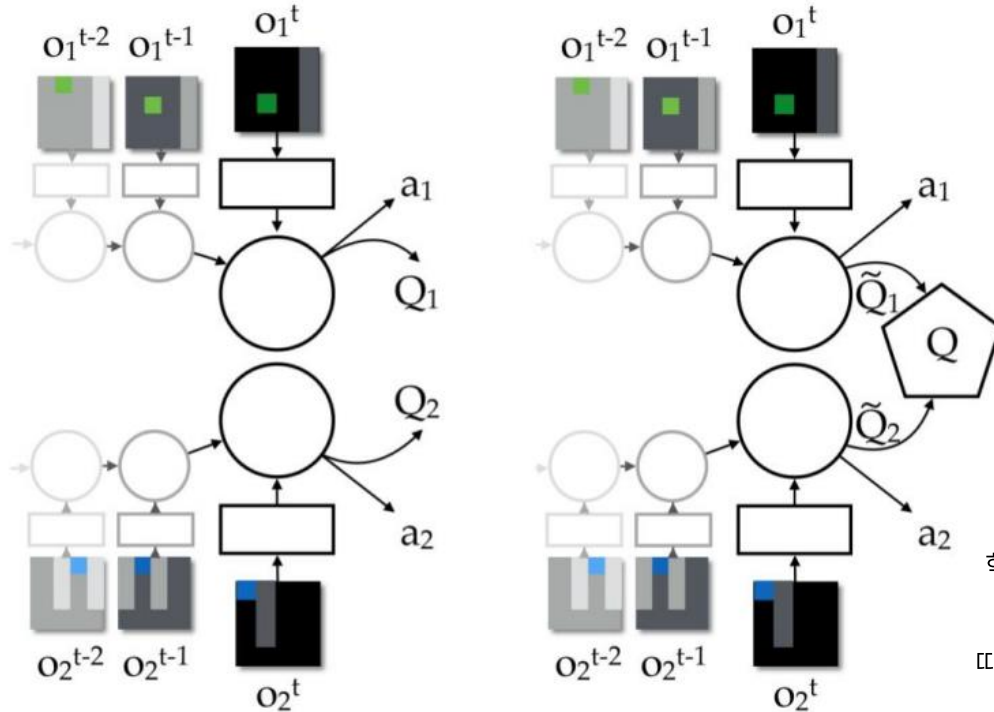 o₁ᵗ o₁ᵗ
o₁ᵗ⁻² o₁ᵗ⁻¹ o₁ᵗ⁻² o₁ᵗ⁻¹
a₁ a₁
Q₁ Q̃₁
Q
Q₂ Q̃₂
a₂ a₂
o₂ᵗ⁻² o₂ᵗ⁻¹ o₂ᵗ⁻² o₂ᵗ⁻¹
o₂ᵗ o₂ᵗ